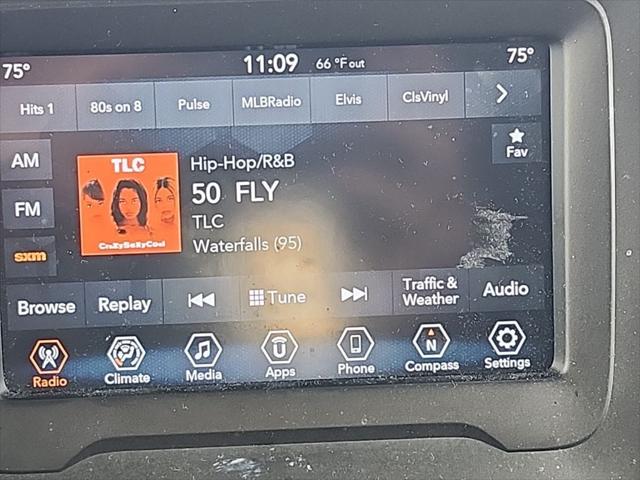 75° 11:09 66 °F out 75°
Hits 1 80s on 8 Pulse MLBRadio Elvis ClsVinyl
Fav
AM
FM
sxm
TLC
CrazySexyCool
Hip-Hop/R&B
50 FLY
TLC
Waterfalls (95)
Browse Replay Tune Traffic & Weather Audio
Radio Climate Media Apps Phone N Compass Settings